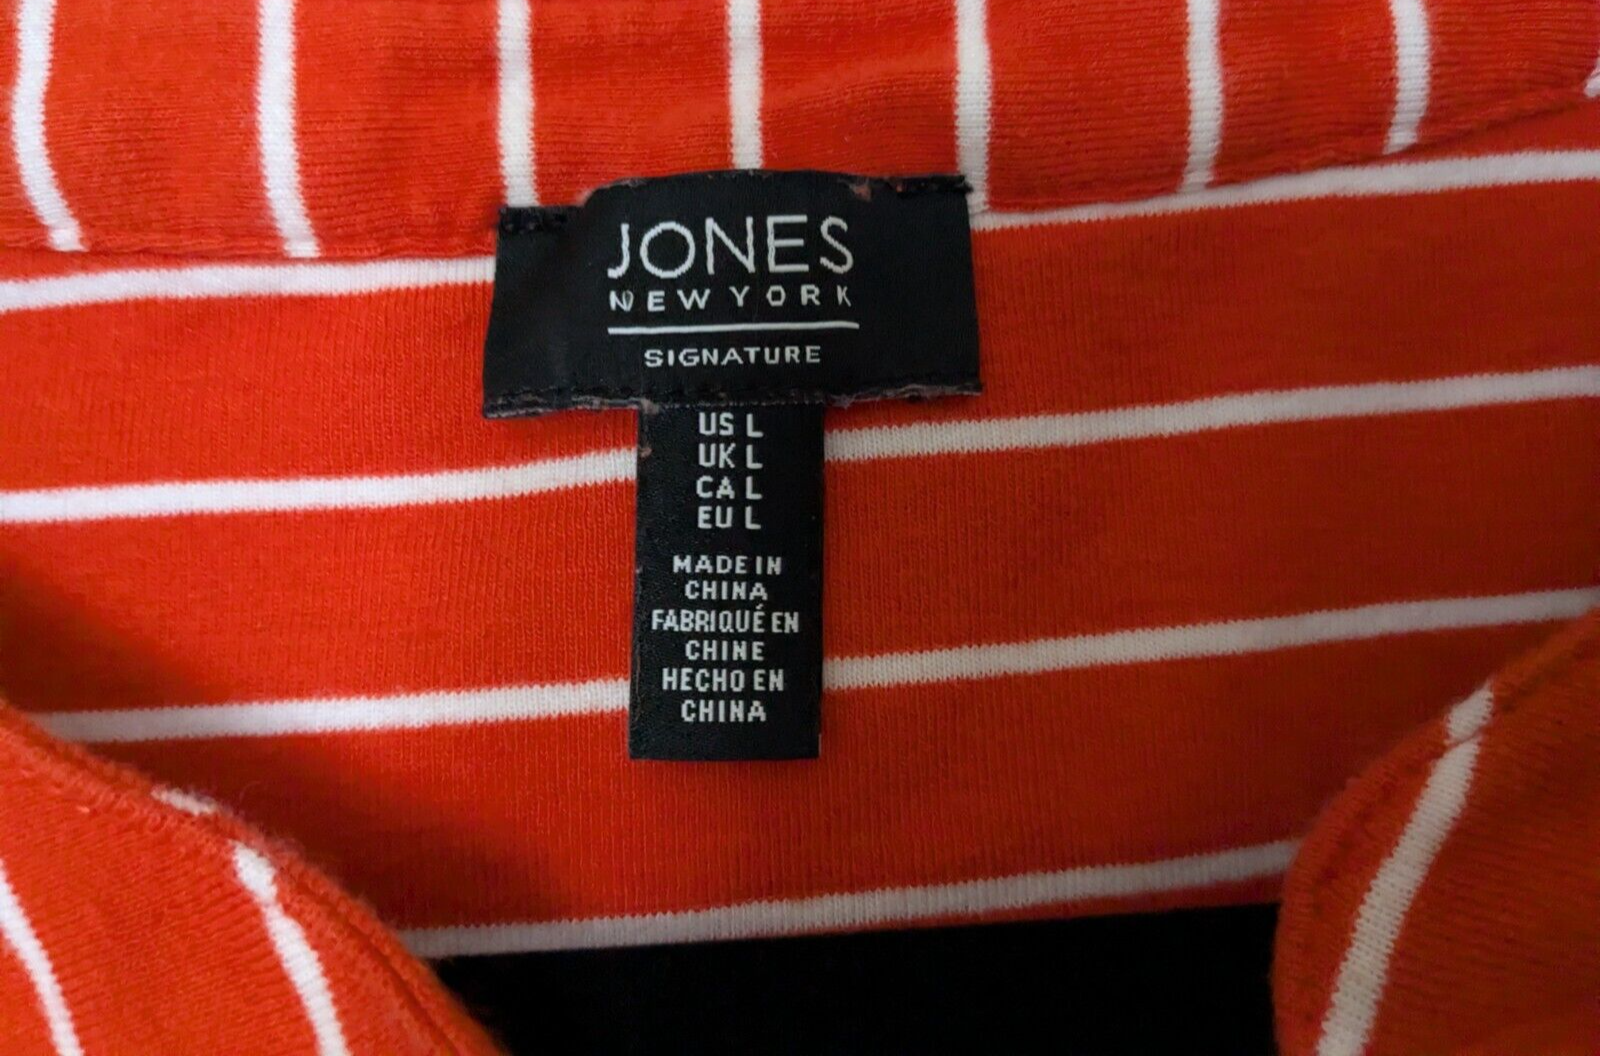 JONES
NEW YORK
SIGNATURE
US L
UK L
CA L
EU L
MADE IN
CHINA
FABRIQUÉ EN
CHINE
HECHO EN
CHINA